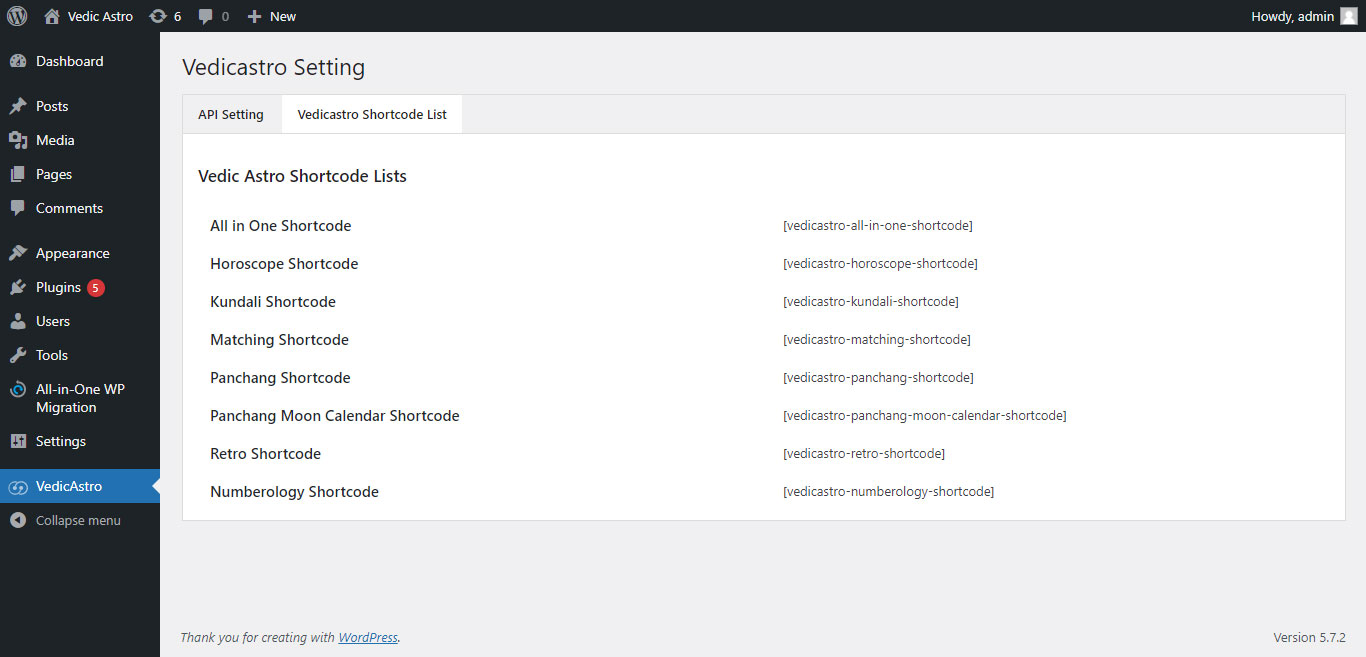 Vedic Astro 6 0 New Howdy, admin
Dashboard
Posts
Media
Pages
Comments
Appearance
Plugins 5
Users
Tools
All-in-One WP
Migration
Settings
VedicAstro
Collapse menu
Vedicastro Setting
API Setting Vedicastro Shortcode List
Vedic Astro Shortcode Lists
All in One Shortcode [vedicastro-all-in-one-shortcode]
Horoscope Shortcode [vedicastro-horoscope-shortcode]
Kundali Shortcode [vedicastro-kundali-shortcode]
Matching Shortcode [vedicastro-matching-shortcode]
Panchang Shortcode [vedicastro-panchang-shortcode]
Panchang Moon Calendar Shortcode [vedicastro-panchang-moon-calendar-shortcode]
Retro Shortcode [vedicastro-retro-shortcode]
Numberology Shortcode [vedicastro-numberology-shortcode]
Thank you for creating with WordPress. Version 5.7.2